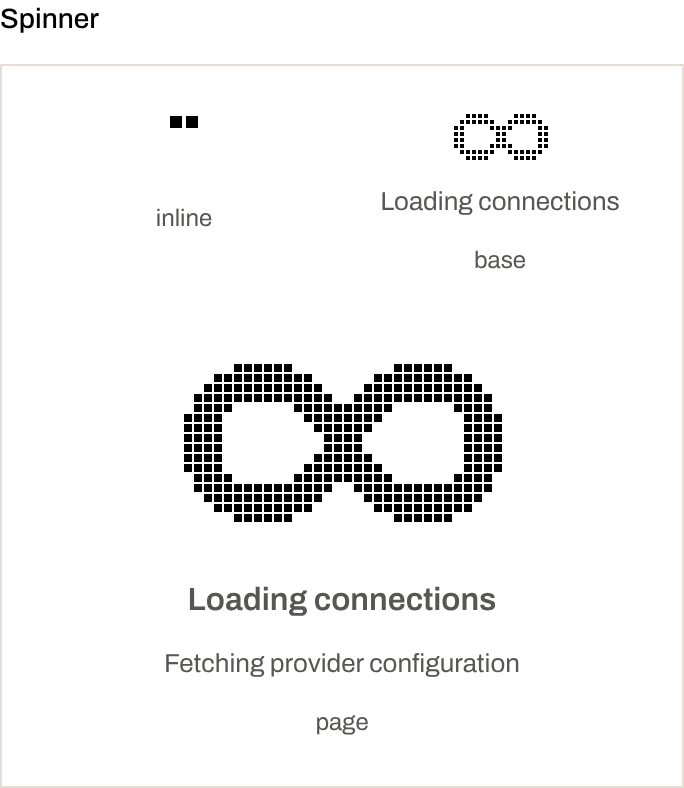 Spinner
inline
Loading connections
base
Loading connections
Fetching provider configuration
page